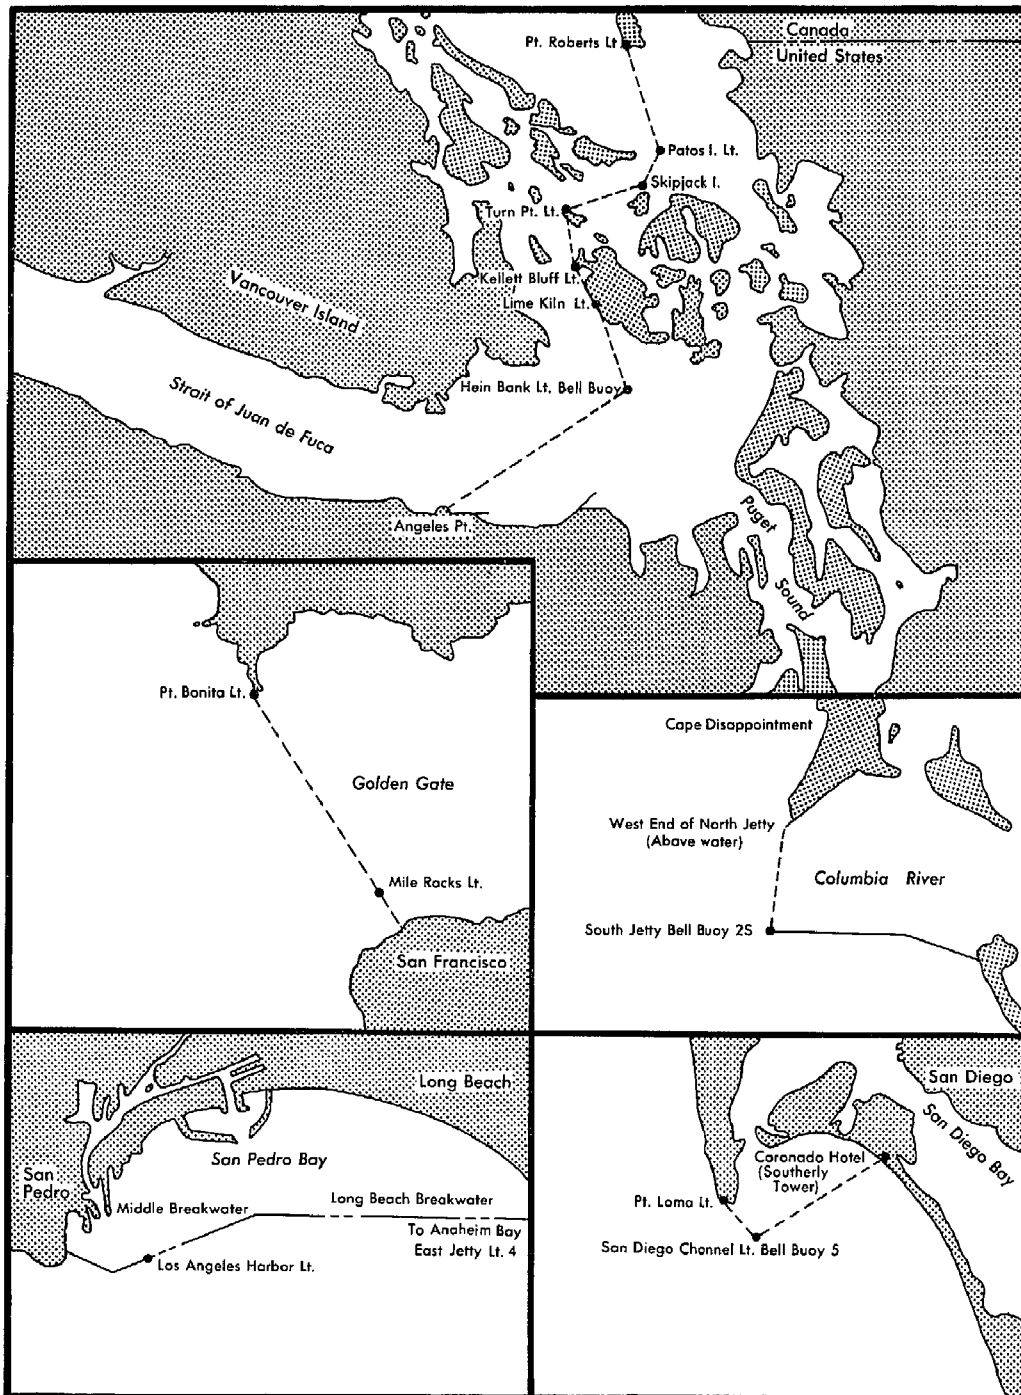 Canada
United States
Pt. Roberts Lt.
Patos I. Lt.
Skipjack I.
Turn Pt. Lt.
Kellett Bluff Lt.
Lime Kiln Lt.
Vancouver Island
Hein Bank Lt. Bell Buoy
Strait of Juan de Fuca
Angeles Pt.
Puget
Sound
Pt. Bonita Lt.
Golden Gate
Mile Rocks Lt.
San Francisco
Cape Disappointment
West End of North Jetty
(Above water)
Columbia River
South Jetty Bell Buoy 2S
Long Beach
San Pedro Bay
San
Pedro
Middle Breakwater
Long Beach Breakwater
To Anaheim Bay
East Jetty Lt. 4
Los Angeles Harbor Lt.
San Diego
San Diego Bay
Coronado Hotel
(Southerly
Tower)
Pt. Loma Lt.
San Diego Channel Lt. Bell Buoy 5